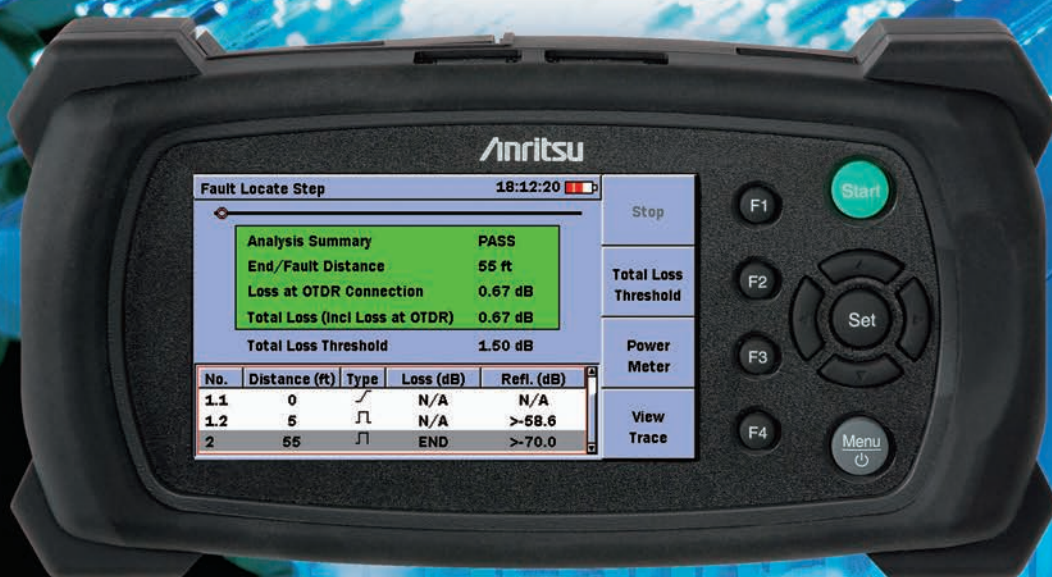 Anritsu
Fault Locate Step 18:12:20
Analysis Summary PASS
End/Fault Distance 55 ft
Loss at OTDR Connection 0.67 dB
Total Loss (Incl Loss at OTDR) 0.67 dB
Total Loss Threshold 1.50 dB
No. Distance (ft) Type Loss (dB) Refl. (dB)
1.1 0 N/A N/A
1.2 5 N/A >-58.6
2 55 END >-70.0
Stop
Total Loss
Threshold
Power
Meter
View
Trace
F1
F2
F3
F4
Start
Set
Menu